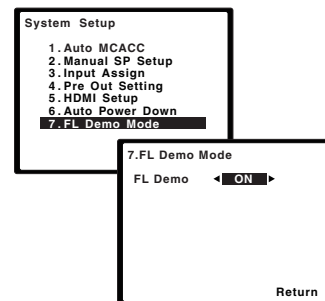 System Setup
1.Auto MCACC
2.Manual SP Setup
3.Input Assign
4.Pre Out Setting
5.HDMI Setup
6.Auto Power Down
7.FL Demo Mode
7.FL Demo Mode
FL Demo ◄ ON ►
Return